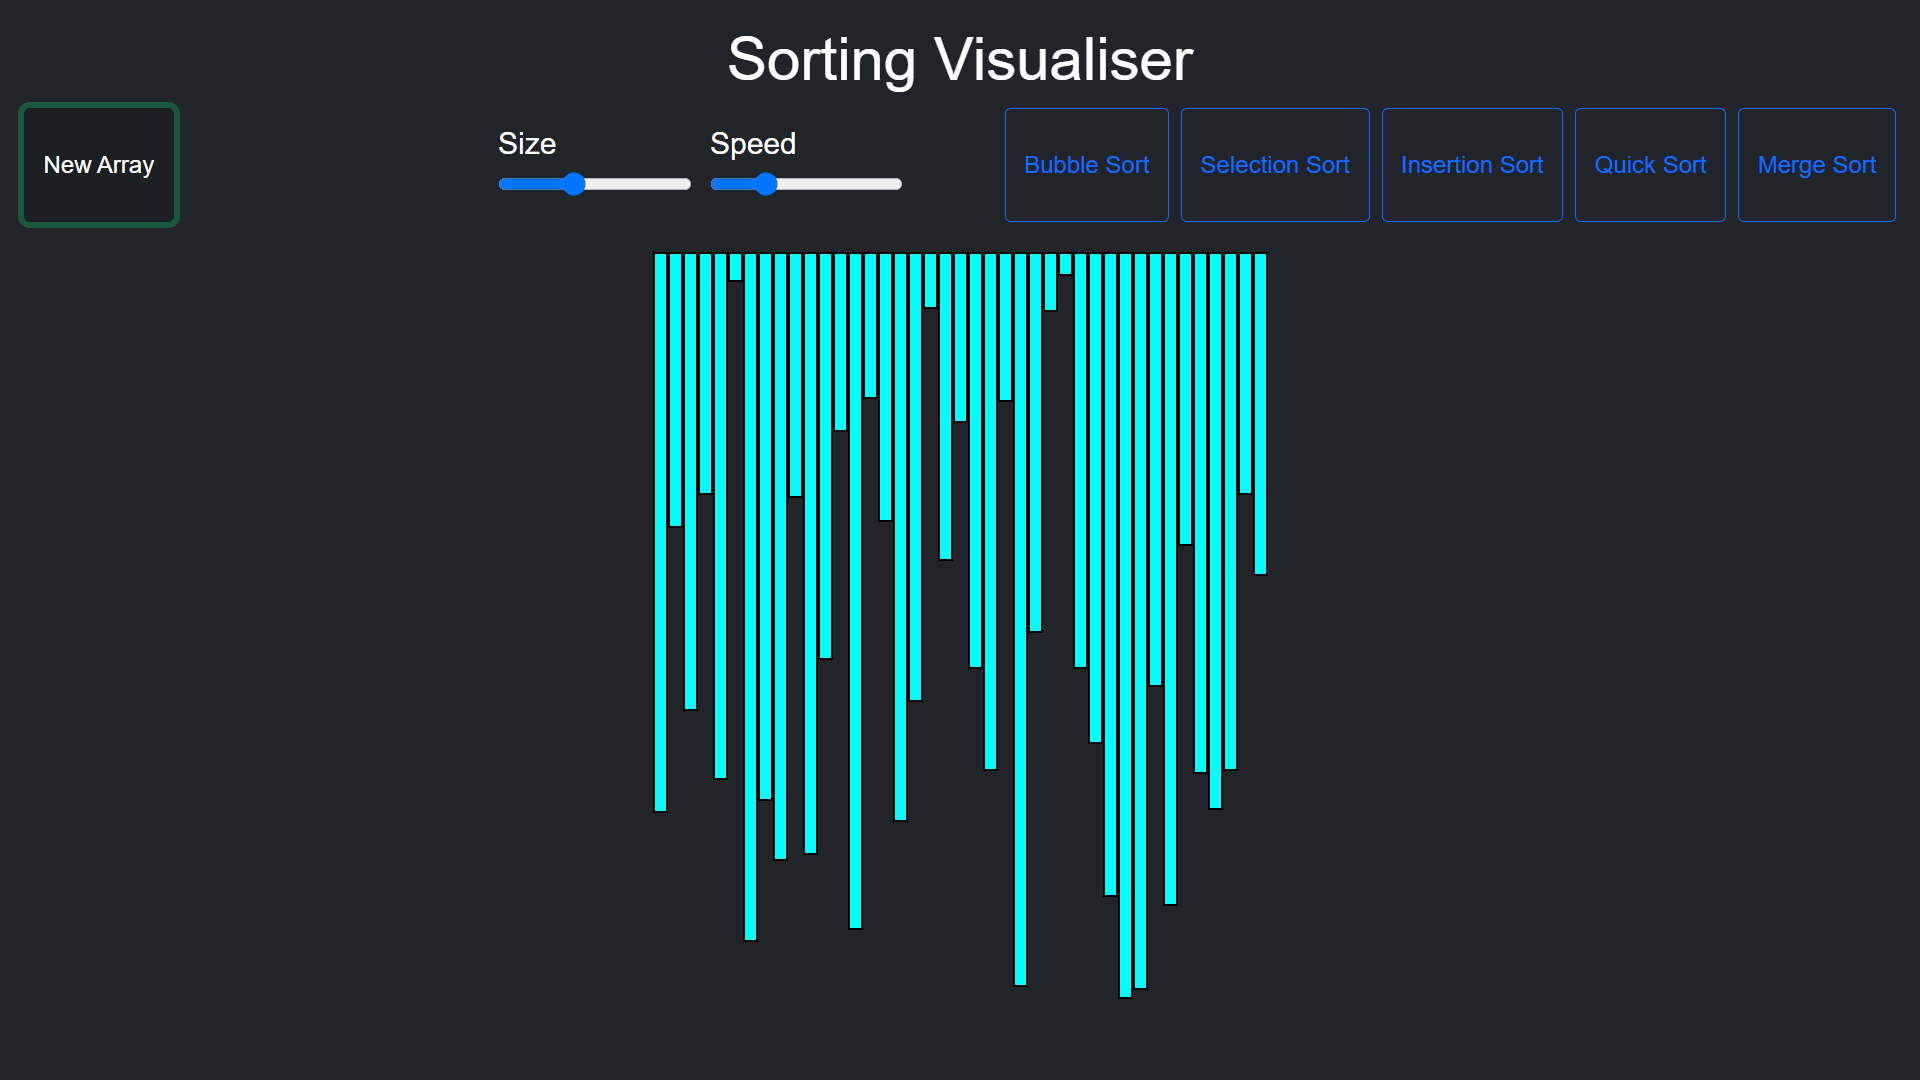 Sorting Visualiser
New Array
Size
Speed
Bubble Sort
Selection Sort
Insertion Sort
Quick Sort
Merge Sort